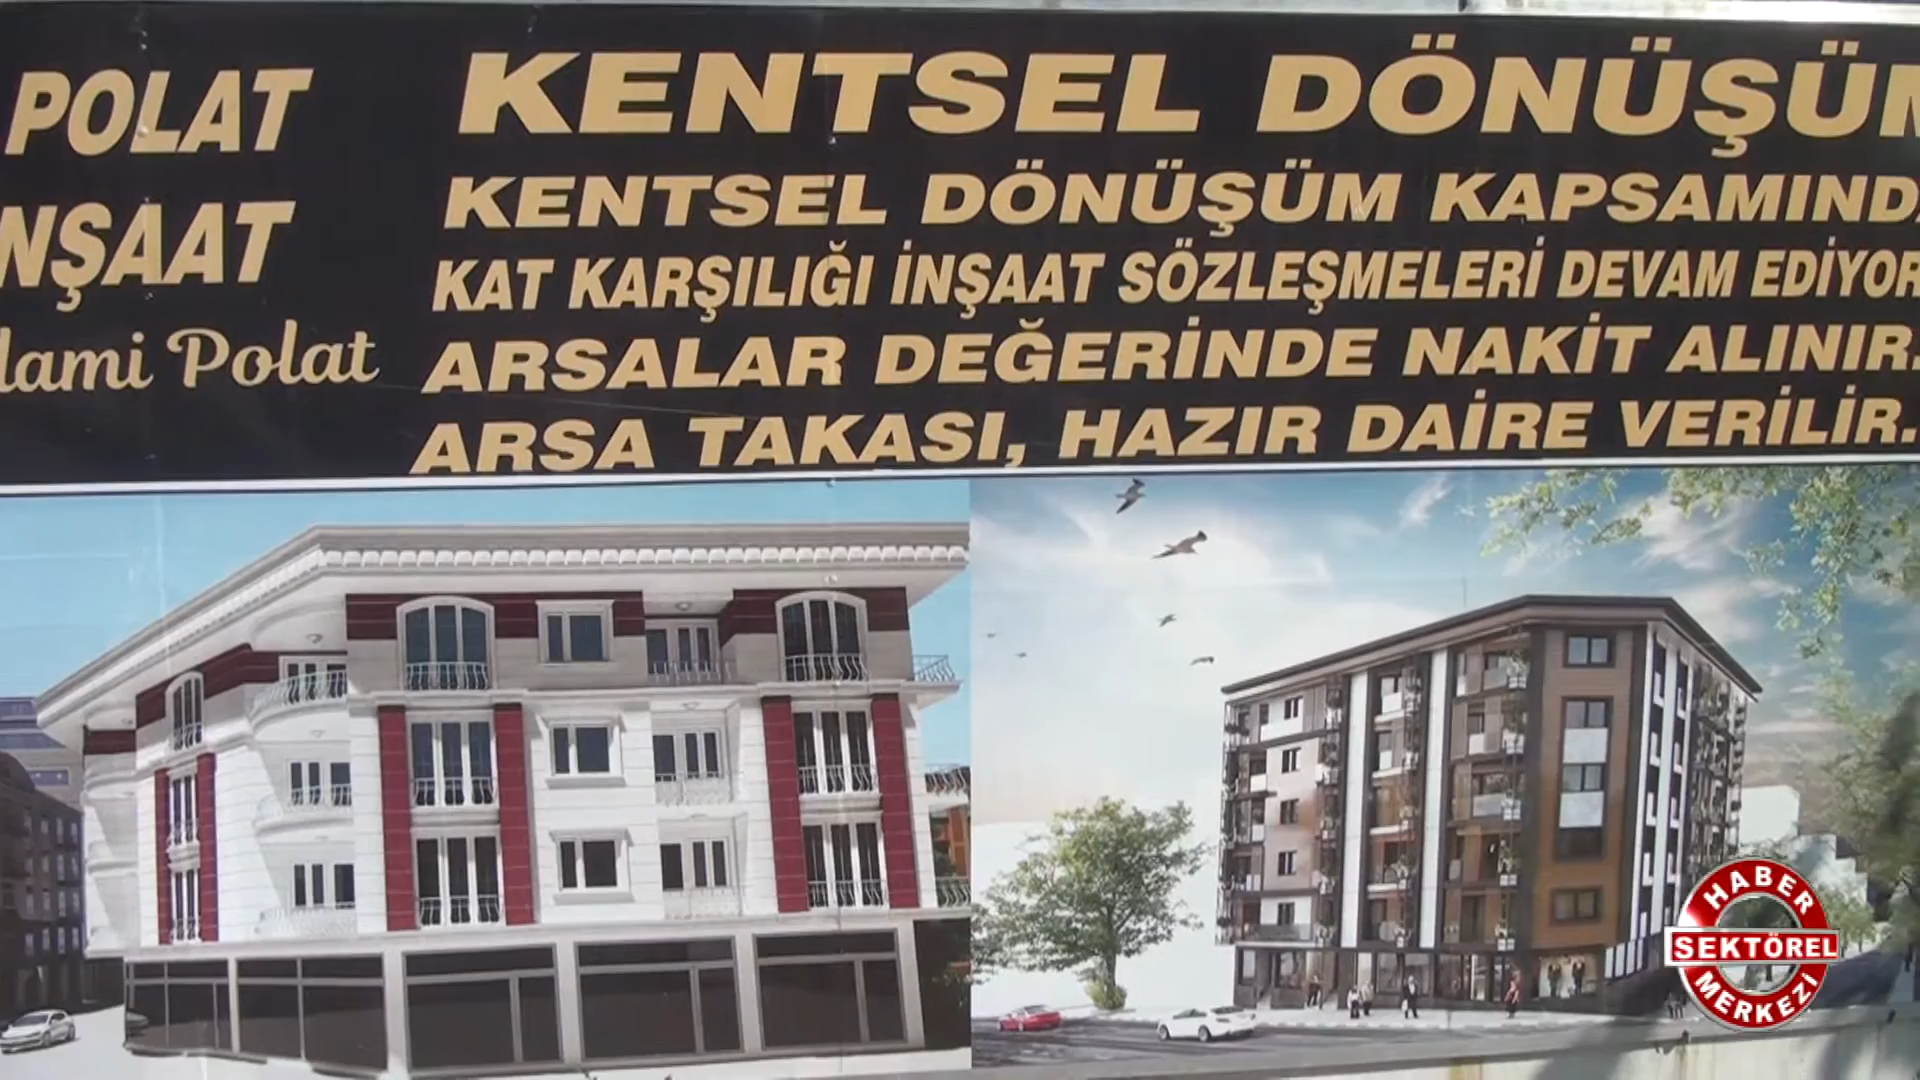 POLAT
NŞAAT
lami Polat
KENTSEL DÖNÜŞÜM
KENTSEL DÖNÜŞÜM KAPSAMINDA
KAT KARŞILIĞI İNŞAAT SÖZLEŞMELERİ DEVAM EDİYOR
ARSALAR DEĞERİNDE NAKİT ALINIR.
ARSA TAKASI, HAZIR DAİRE VERİLİR.
HABER
SEKTÖREL
MERKEZİ